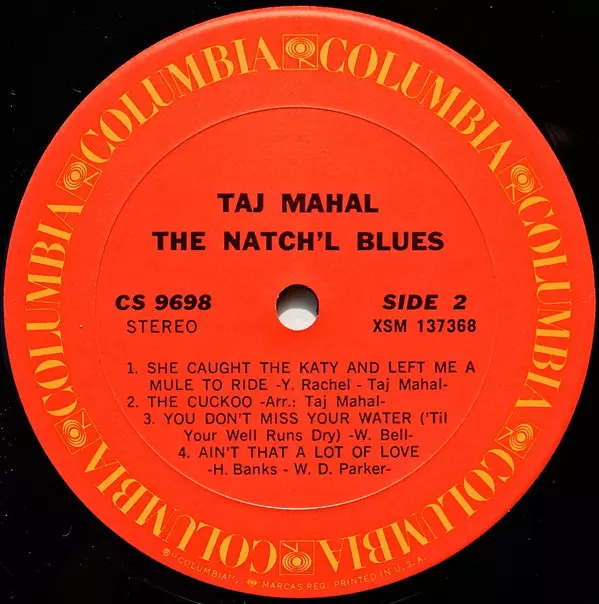 COLUMBIA COLUMBIA COLUMBIA COLUMBIA COLUMBIA COLUMBIA
TAJ MAHAL
THE NATCH'L BLUES
CS 9698 SIDE 2
STEREO XSM 137368
1. SHE CAUGHT THE KATY AND LEFT ME A
MULE TO RIDE -Y. Rachel - Taj Mahal-
2. THE CUCKOO -Arr.: Taj Mahal-
3. YOU DON'T MISS YOUR WATER ('Til
Your Well Runs Dry) -W. Bell-
4. AIN'T THAT A LOT OF LOVE
-H. Banks - W. D. Parker-
®"COLUMBIA", MARCAS REG. PRINTED IN U.S.A.